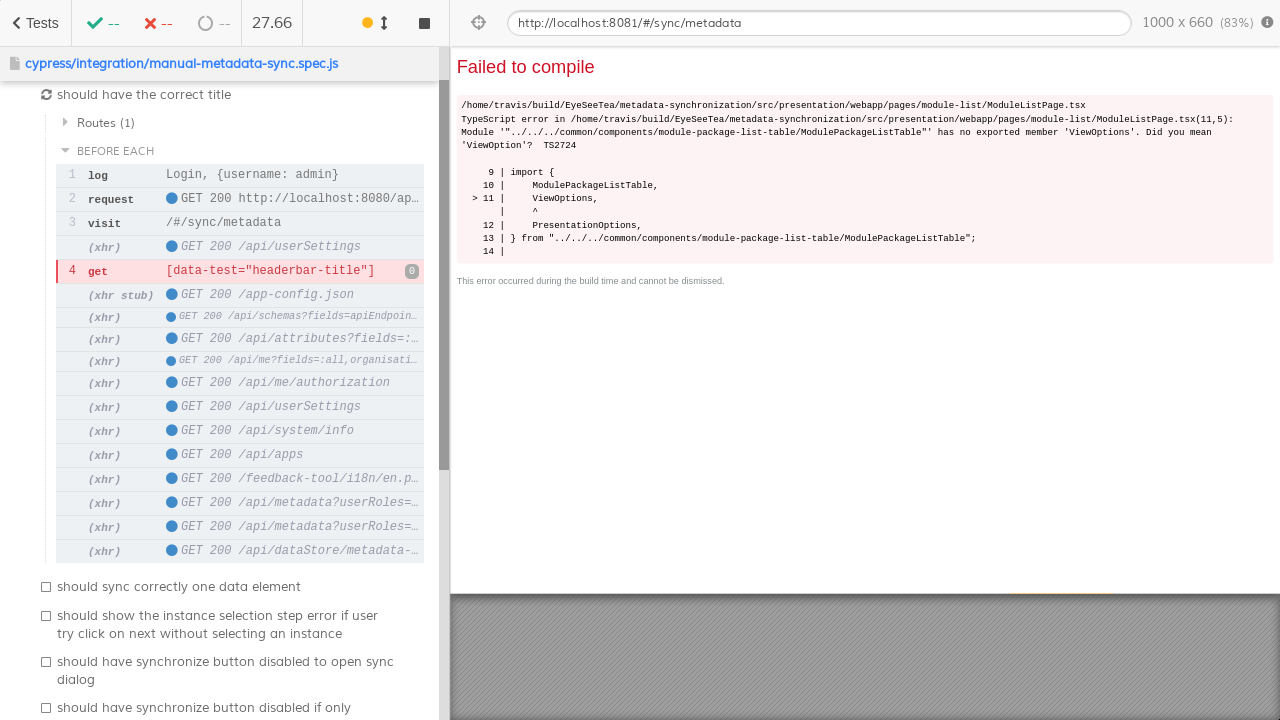 Tests -- -- -- 27.66
cypress/integration/manual-metadata-sync.spec.js
should have the correct title
Routes (1)
BEFORE EACH
1 log Login, {username: admin}
2 request GET 200 http://localhost:8080/ap…
3 visit /#/sync/metadata
(xhr) GET 200 /api/userSettings
4 get [data-test="headerbar-title"] 0
(xhr stub) GET 200 /app-config.json
(xhr) GET 200 /api/schemas?fields=apiEndpoin…
(xhr) GET 200 /api/attributes?fields=:…
(xhr) GET 200 /api/me?fields=:all,organisati…
(xhr) GET 200 /api/me/authorization
(xhr) GET 200 /api/userSettings
(xhr) GET 200 /api/system/info
(xhr) GET 200 /api/apps
(xhr) GET 200 /feedback-tool/i18n/en.p…
(xhr) GET 200 /api/metadata?userRoles=…
(xhr) GET 200 /api/metadata?userRoles=…
(xhr) GET 200 /api/dataStore/metadata-…
should sync correctly one data element
should show the instance selection step error if user
try click on next without selecting an instance
should have synchronize button disabled to open sync
dialog
should have synchronize button disabled if only
http://localhost:8081/#/sync/metadata 1000 x 660 (83%)
Failed to compile
/home/travis/build/EyeSeeTea/metadata-synchronization/src/presentation/webapp/pages/module-list/ModuleListPage.tsx
TypeScript error in /home/travis/build/EyeSeeTea/metadata-synchronization/src/presentation/webapp/pages/module-list/ModuleListPage.tsx(11,5):
Module '"../../../common/components/module-package-list-table/ModulePackageListTable"' has no exported member 'ViewOptions'. Did you mean
'ViewOption'?  TS2724
9 | import {
10 |     ModulePackageListTable,
> 11 |     ViewOptions,
|     ^
12 |     PresentationOptions,
13 | } from "../../../common/components/module-package-list-table/ModulePackageListTable";
14 |
This error occurred during the build time and cannot be dismissed.